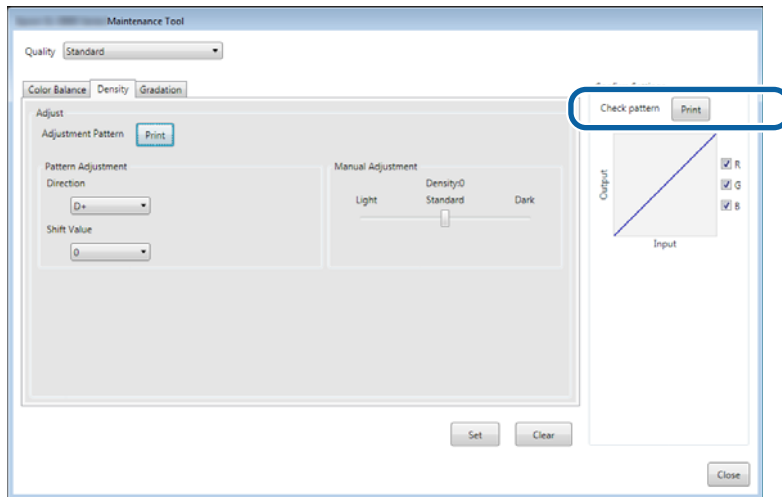 Maintenance Tool
Quality Standard
Color Balance Density Gradation
Adjust
Adjustment Pattern Print
Pattern Adjustment
Direction
D+
Shift Value
0
Manual Adjustment
Density:0
Light Standard Dark
Check pattern Print
Output
R
G
B
Input
Set Clear
Close